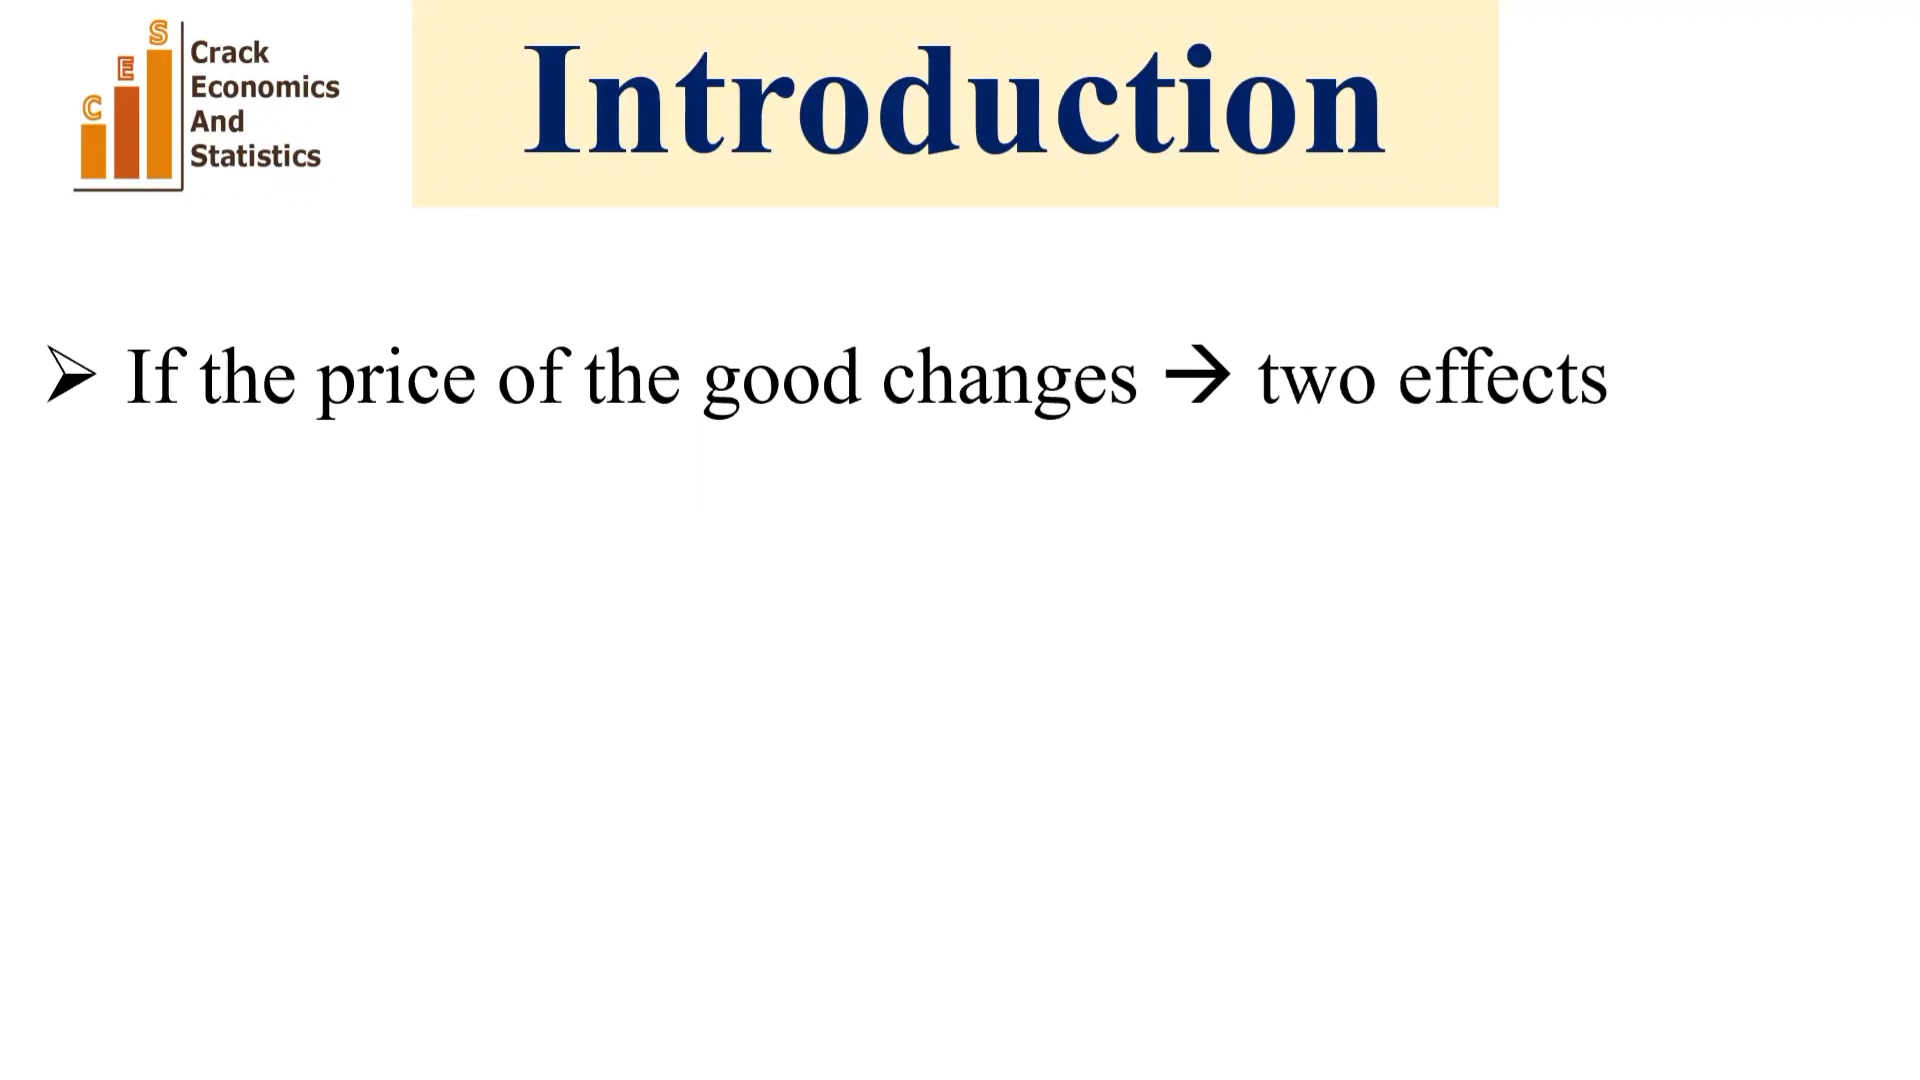 S
E
C
Crack
Economics
And
Statistics
Introduction
➢ If the price of the good changes → two effects